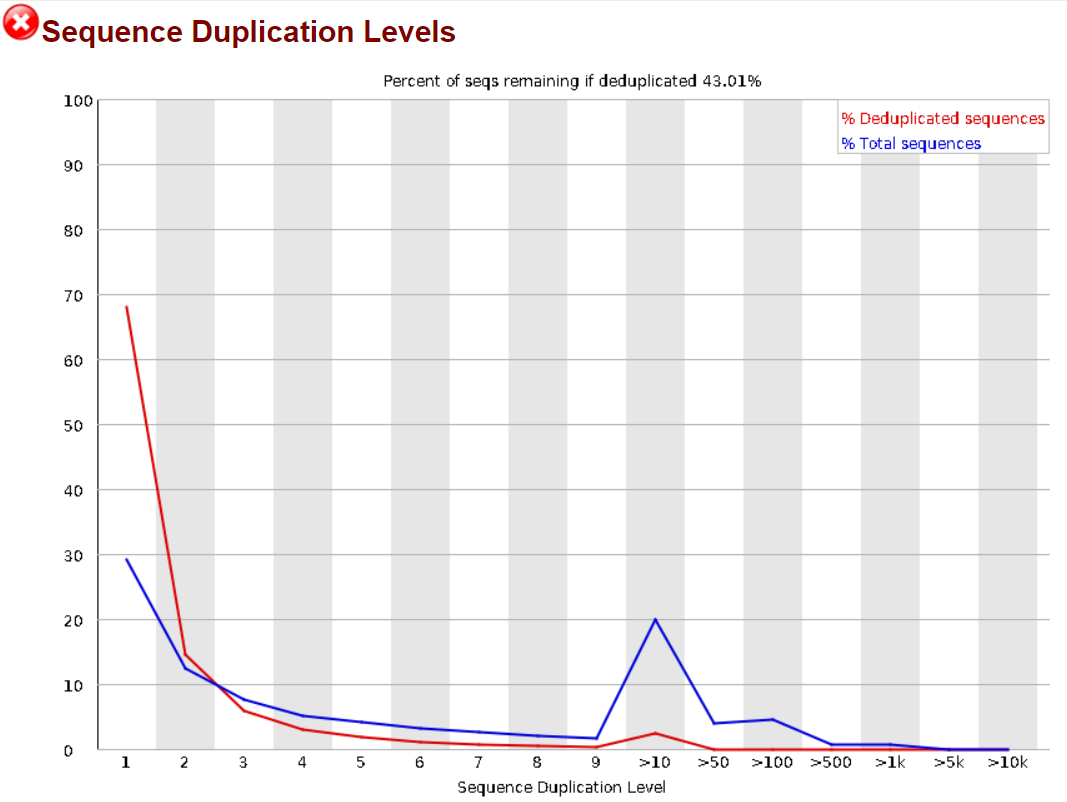 Sequence Duplication Levels
Percent of seqs remaining if deduplicated 43.01%
% Deduplicated sequences
% Total sequences
100
90
80
70
60
50
40
30
20
10
0
1 2 3 4 5 6 7 8 9 >10 >50 >100 >500 >1k >5k >10k
Sequence Duplication Level